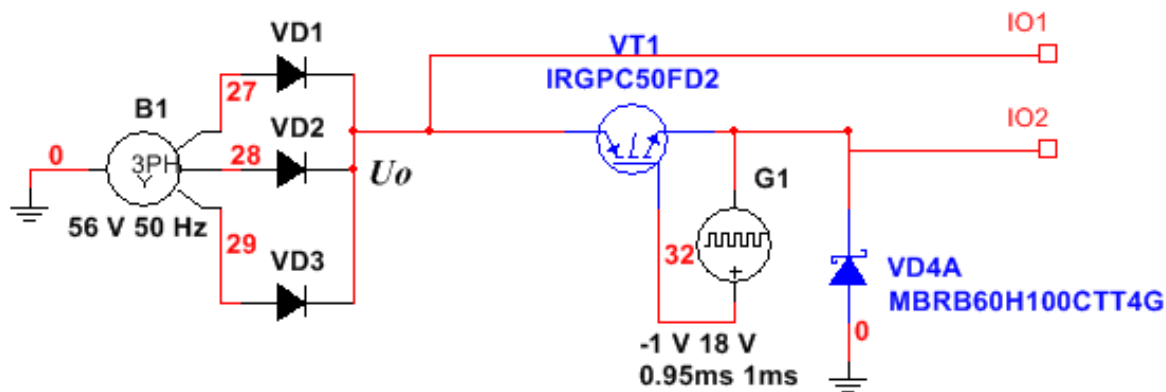 VD1
IO1
VT1
IRGPC50FD2
27
B1
VD2
IO2
0
3PH
Y
28
Uo
G1
56 V 50 Hz
29
32
VD3
VD4A
MBRB60H100CTT4G
0
-1 V 18 V
0.95ms 1ms